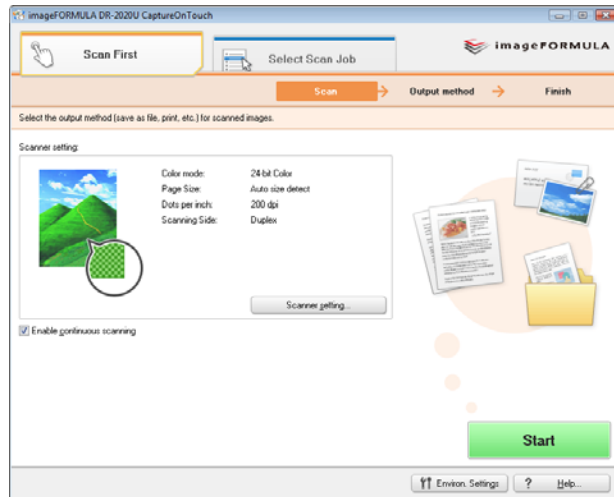 imageFORMULA DR-2020U CaptureOnTouch
Scan First
Select Scan Job
imageFORMULA
Scan
Output method
Finish
Select the output method (save as file, print, etc.) for scanned images.
Scanner setting:
Color mode: 24-bit Color
Page Size: Auto size detect
Dots per inch: 200 dpi
Scanning Side: Duplex
Scanner setting...
Enable continuous scanning
Start
Environ. Settings
? Help...